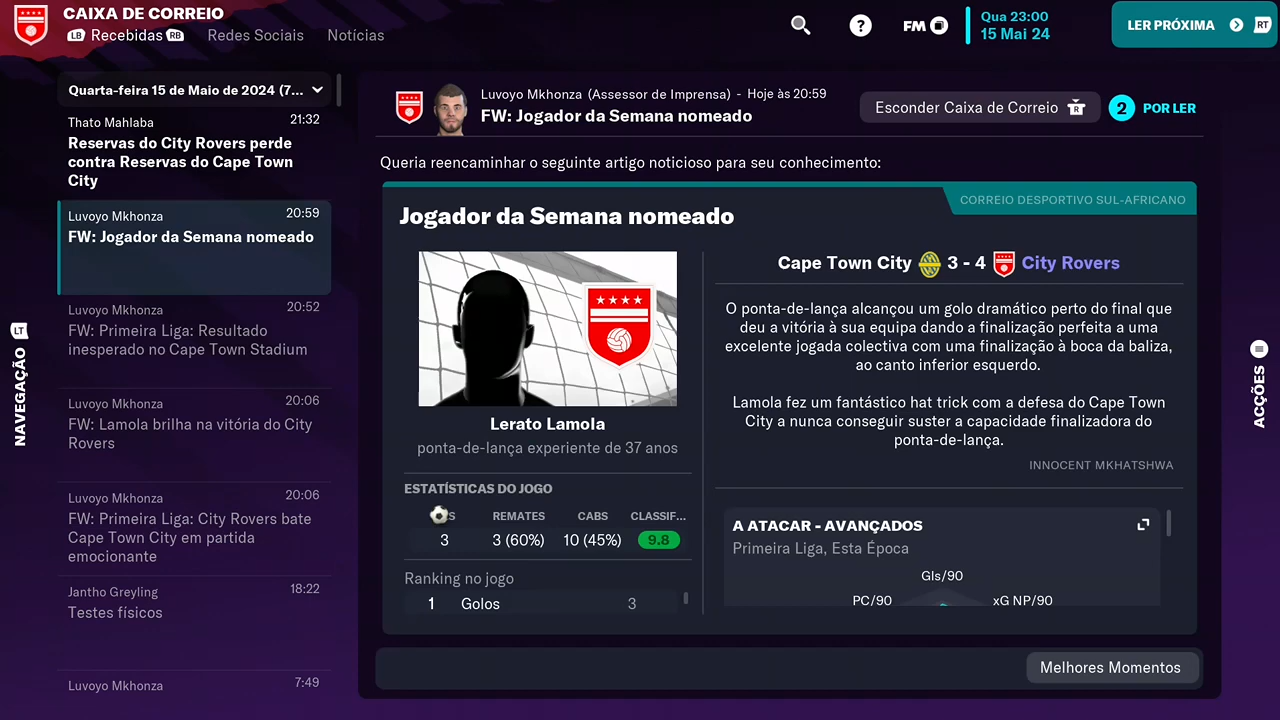 CAIXA DE CORREIO
LB Recebidas RB Redes Sociais Notícias
FM
Qua 23:00
15 Mai 24
LER PRÓXIMA RT
Quarta-feira 15 de Maio de 2024 (7...
Thato Mahlaba 21:32
Reservas do City Rovers perde
contra Reservas do Cape Town
City
Luvoyo Mkhonza 20:59
FW: Jogador da Semana nomeado
Luvoyo Mkhonza 20:52
FW: Primeira Liga: Resultado
inesperado no Cape Town Stadium
Luvoyo Mkhonza 20:06
FW: Lamola brilha na vitória do City
Rovers
Luvoyo Mkhonza 20:06
FW: Primeira Liga: City Rovers bate
Cape Town City em partida
emocionante
Jantho Greyling 18:22
Testes físicos
Luvoyo Mkhonza 7:49
LT
NAVEGAÇÃO
Luvoyo Mkhonza (Assessor de Imprensa) - Hoje às 20:59
FW: Jogador da Semana nomeado
Esconder Caixa de Correio R
2 POR LER
Queria reencaminhar o seguinte artigo noticioso para seu conhecimento:
CORREIO DESPORTIVO SUL-AFRICANO
Jogador da Semana nomeado
Lerato Lamola
ponta-de-lança experiente de 37 anos
ESTATÍSTICAS DO JOGO
S REMATES CABS CLASSIF...
3 3 (60%) 10 (45%) 9.8
Ranking no jogo
1 Golos 3
Cape Town City 3 - 4 City Rovers
O ponta-de-lança alcançou um golo dramático perto do final que
deu a vitória à sua equipa dando a finalização perfeita a uma
excelente jogada colectiva com uma finalização à boca da baliza,
ao canto inferior esquerdo.
Lamola fez um fantástico hat trick com a defesa do Cape Town
City a nunca conseguir suster a capacidade finalizadora do
ponta-de-lança.
INNOCENT MKHATSHWA
A ATACAR - AVANÇADOS
Primeira Liga, Esta Época
Gls/90
PC/90 xG NP/90
Melhores Momentos
ACÇÕES